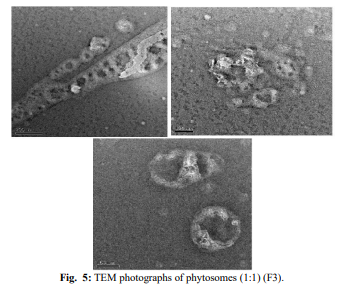 Fig. 5: TEM photographs of phytosomes (1:1) (F3).